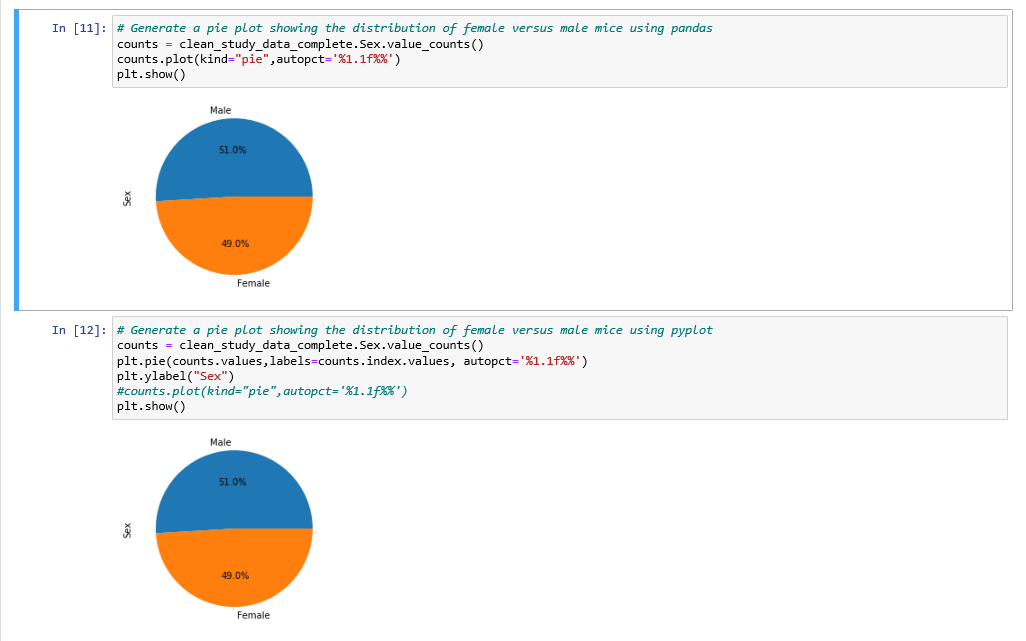 In [11]: # Generate a pie plot showing the distribution of female versus male mice using pandas
counts = clean_study_data_complete.Sex.value_counts()
counts.plot(kind="pie",autopct='%1.1f%%')
plt.show()
Male
51.0%
Sex
49.0%
Female
In [12]: # Generate a pie plot showing the distribution of female versus male mice using pyplot
counts = clean_study_data_complete.Sex.value_counts()
plt.pie(counts.values,labels=counts.index.values, autopct='%1.1f%%')
plt.ylabel("Sex")
#counts.plot(kind="pie",autopct='%1.1f%%')
plt.show()
Male
51.0%
Sex
49.0%
Female